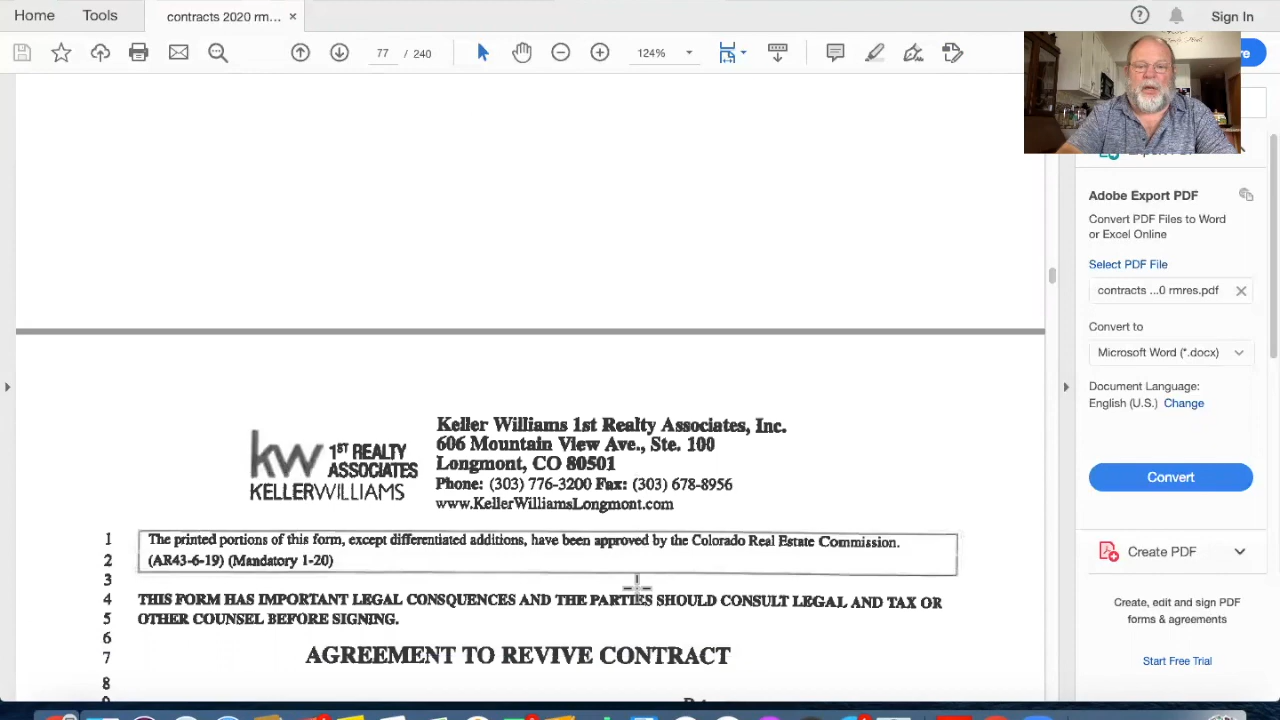 Home Tools contracts 2020 rm... ×
Sign In
77 / 240 124%
Adobe Export PDF
Convert PDF Files to Word
or Excel Online
Select PDF File
contracts ...0 rmres.pdf
Convert to
Microsoft Word (*.docx)
Document Language:
English (U.S.) Change
Convert
Create PDF
Create, edit and sign PDF
forms & agreements
Start Free Trial
kw 1ST REALTY
ASSOCIATES
KELLERWILLIAMS
Keller Williams 1st Realty Associates, Inc.
606 Mountain View Ave., Ste. 100
Longmont, CO 80501
Phone: (303) 776-3200 Fax: (303) 678-8956
www.KellerWilliamsLongmont.com
1 The printed portions of this form, except differentiated additions, have been approved by the Colorado Real Estate Commission.
2 (AR43-6-19) (Mandatory 1-20)
3
4 THIS FORM HAS IMPORTANT LEGAL CONSQUENCES AND THE PARTIES SHOULD CONSULT LEGAL AND TAX OR
5 OTHER COUNSEL BEFORE SIGNING.
6
7 AGREEMENT TO REVIVE CONTRACT
8